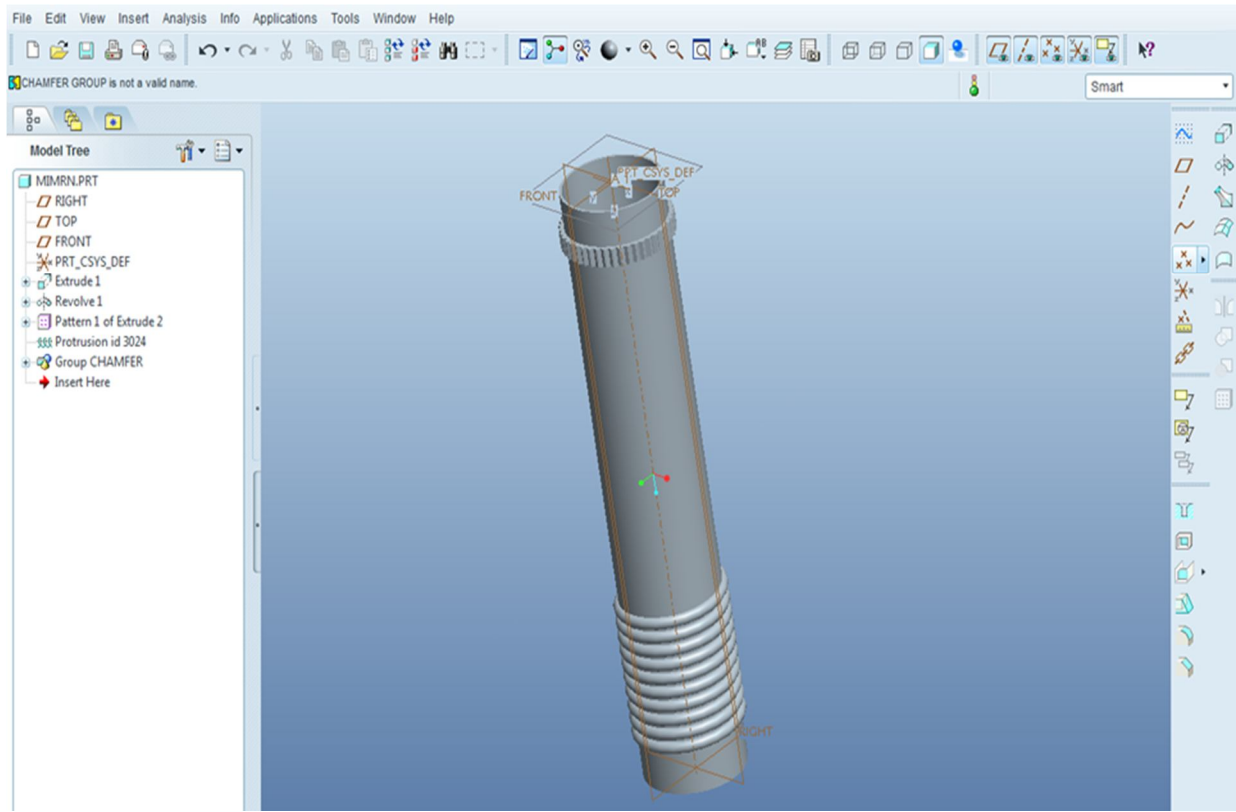 File Edit View Insert Analysis Info Applications Tools Window Help
CHAMFER GROUP is not a valid name.
Smart
Model Tree
MIMRN.PRT
RIGHT
TOP
FRONT
PRT_CSYS_DEF
Extrude 1
Revolve 1
Pattern 1 of Extrude 2
Protrusion id 3024
Group CHAMFER
Insert Here
PRT_CSYS_DEF
FRONT
TOP
RIGHT